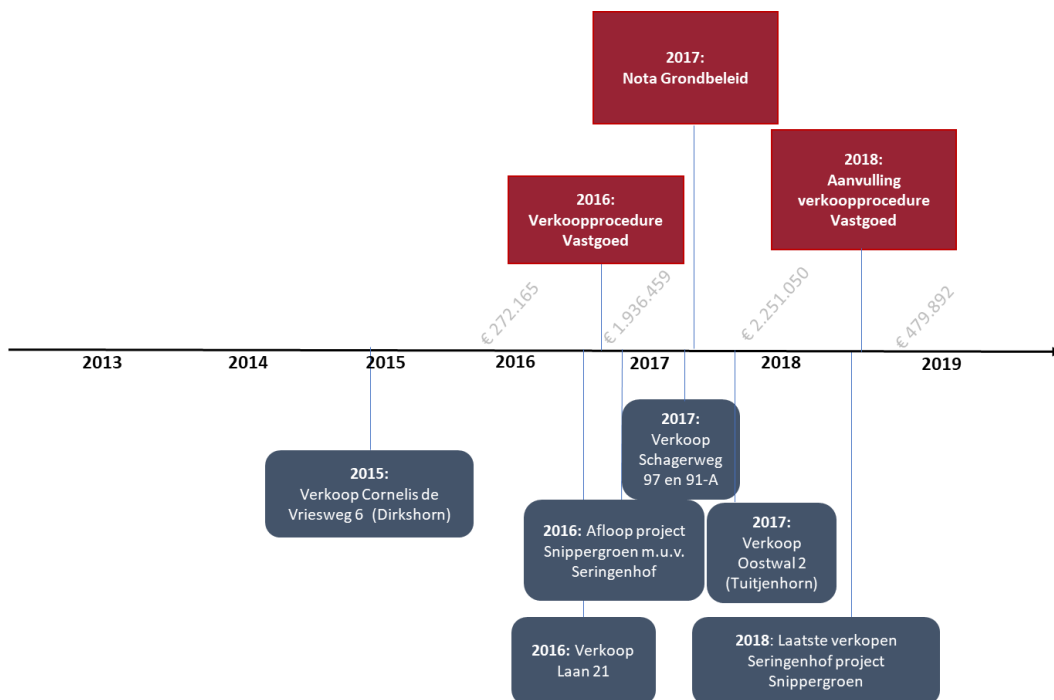 2017:
Nota Grondbeleid
2018:
Aanvulling
verkoopprocedure
Vastgoed
2016:
Verkoopprocedure
Vastgoed
€ 272.165
€ 1.936.459
€ 2.251.050
€ 479.892
2013
2014
2015
2016
2017
2018
2019
2015:
Verkoop Cornelis de
Vriesweg 6 (Dirkshorn)
2017:
Verkoop
Schagerweg
97 en 91-A
2016: Afloop project
Snippergroen m.u.v.
Seringenhof
2017:
Verkoop
Oostwal 2
(Tuitjenhorn)
2016: Verkoop
Laan 21
2018: Laatste verkopen
Seringenhof project
Snippergroen